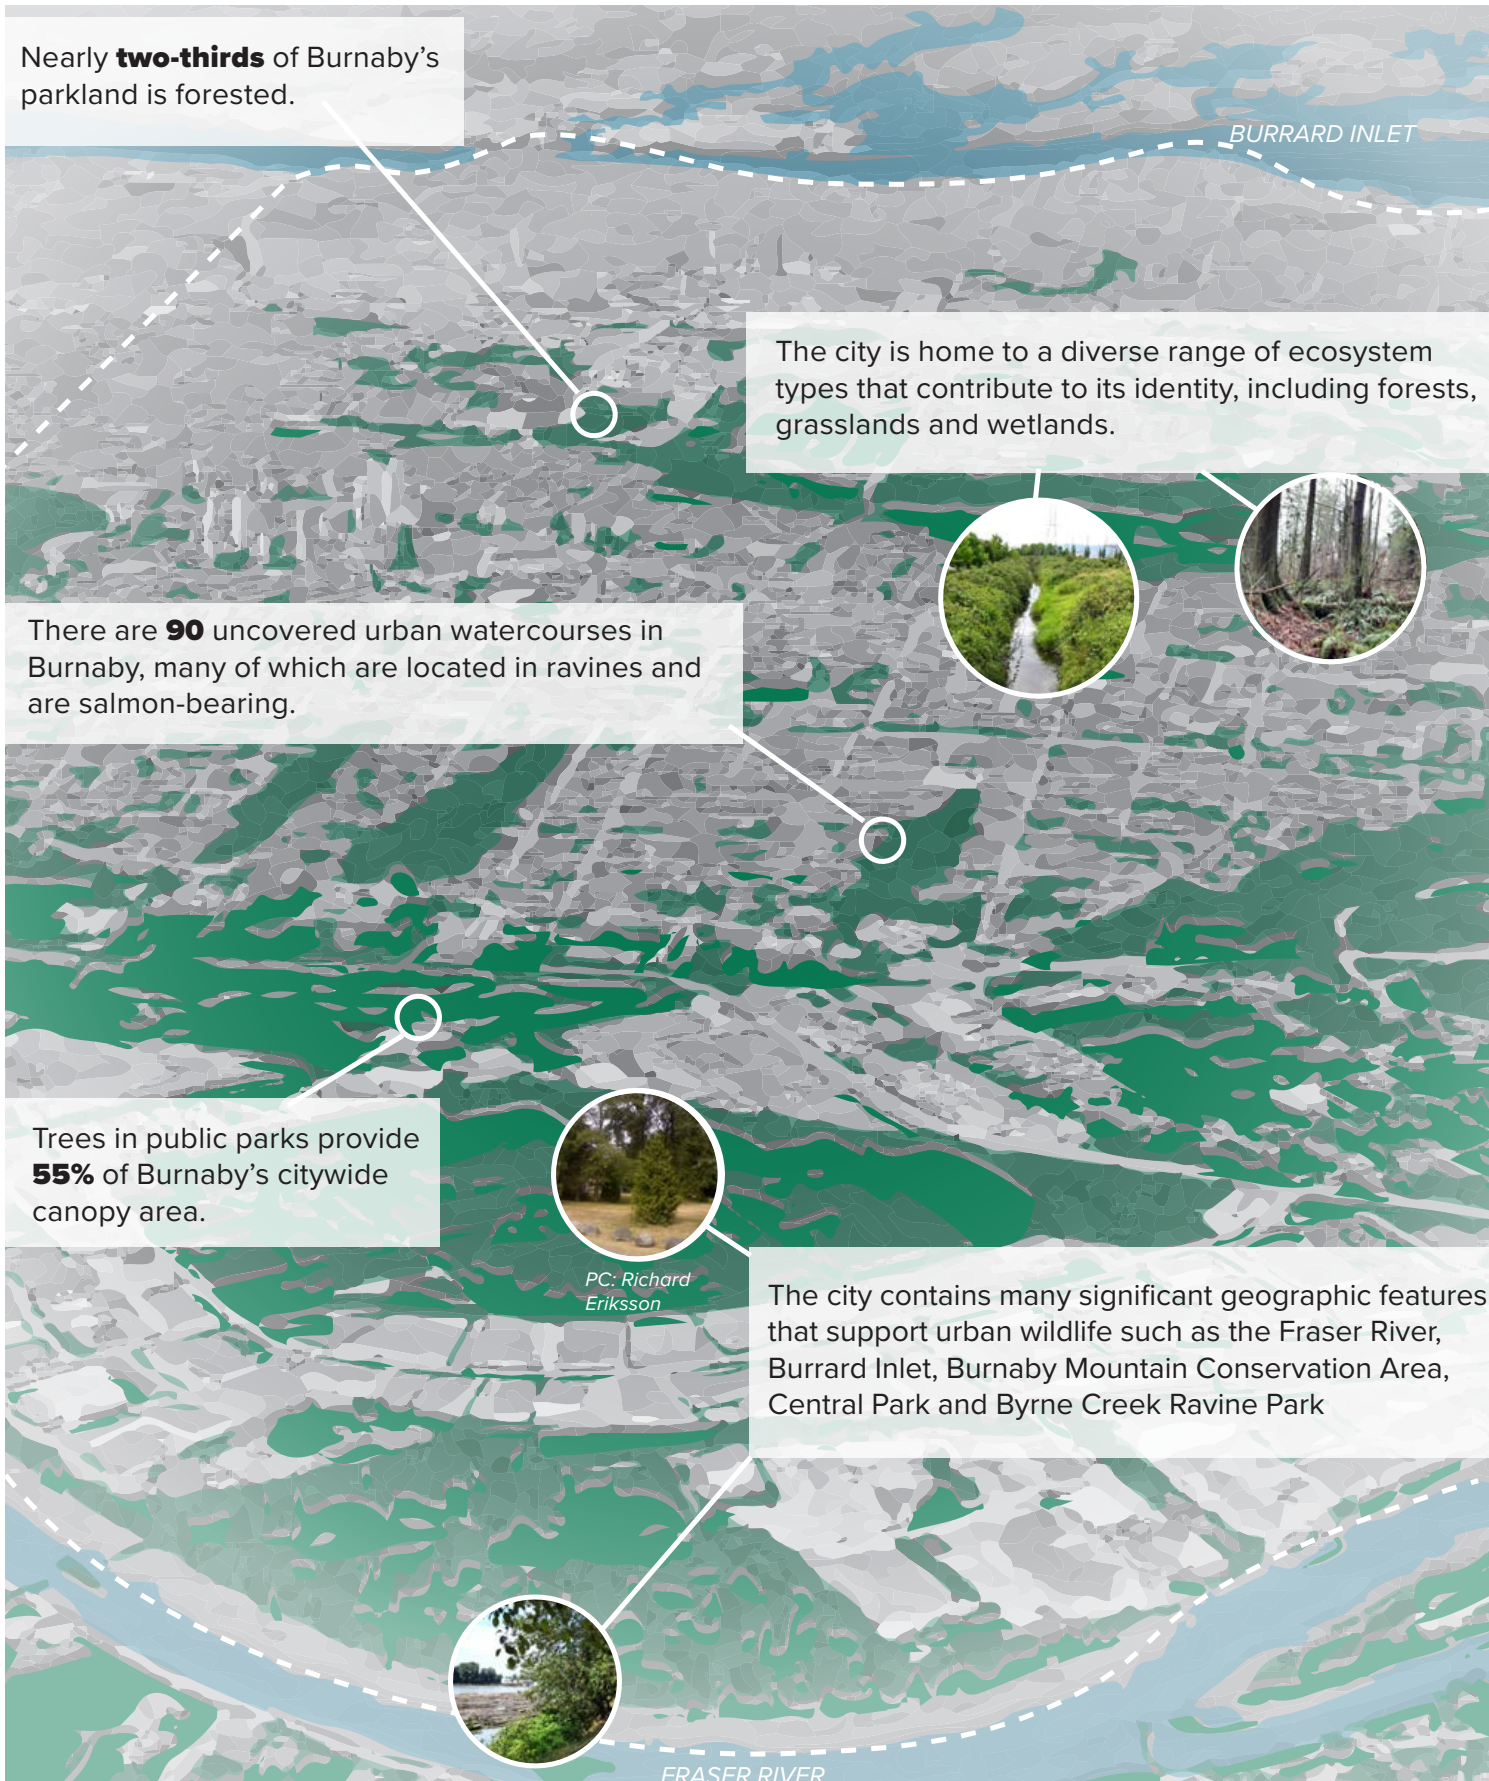 Nearly two-thirds of Burnaby's
parkland is forested.
BURRARD INLET
The city is home to a diverse range of ecosystem
types that contribute to its identity, including forests,
grasslands and wetlands.
There are 90 uncovered urban watercourses in
Burnaby, many of which are located in ravines and
are salmon-bearing.
Trees in public parks provide
55% of Burnaby's citywide
canopy area.
PC: Richard
Eriksson
The city contains many significant geographic features
that support urban wildlife such as the Fraser River,
Burrard Inlet, Burnaby Mountain Conservation Area,
Central Park and Byrne Creek Ravine Park
FRASER RIVER